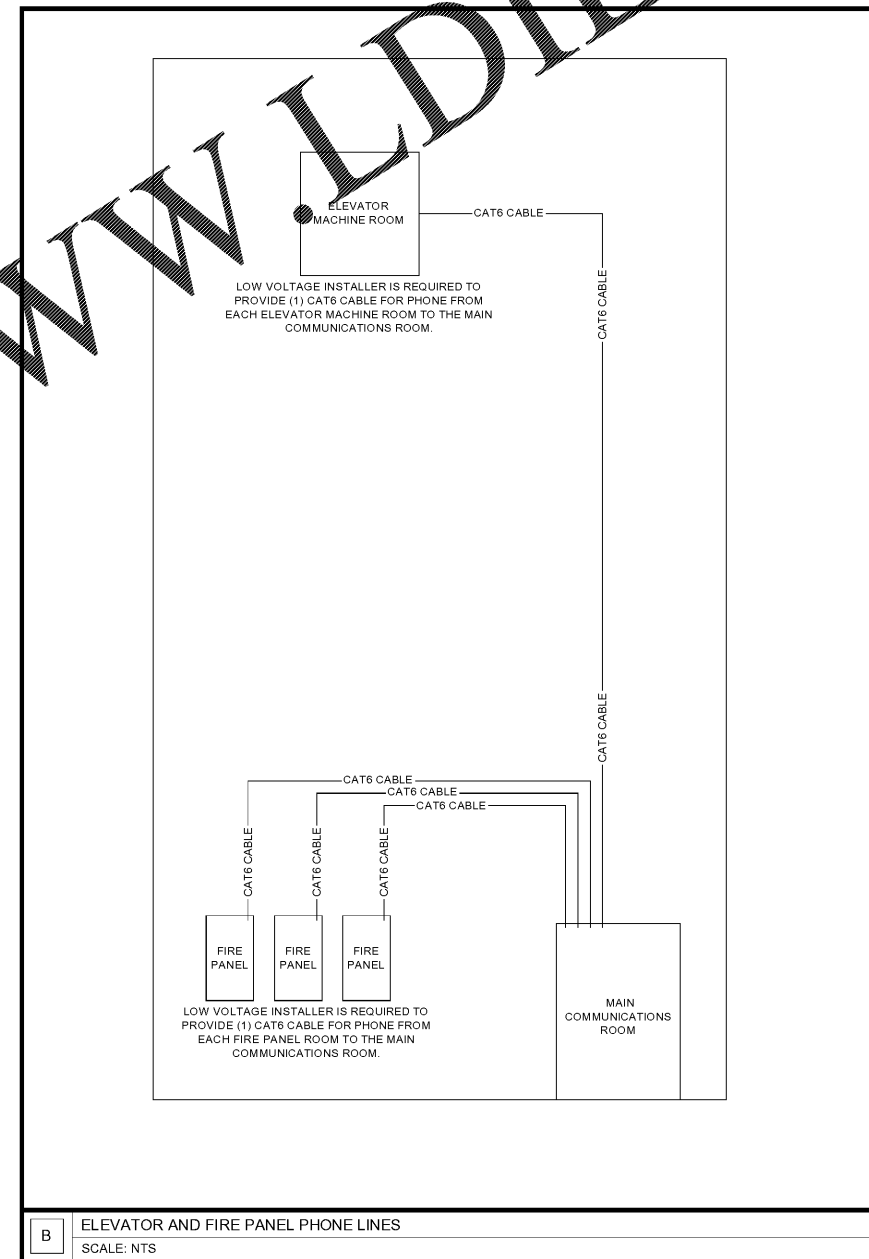 WWW.LDI
ELEVATOR
MACHINE ROOM
CAT6 CABLE
CAT6 CABLE
LOW VOLTAGE INSTALLER IS REQUIRED TO
PROVIDE (1) CAT6 CABLE FOR PHONE FROM
EACH ELEVATOR MACHINE ROOM TO THE MAIN
COMMUNICATIONS ROOM.
CAT6 CABLE
CAT6 CABLE
CAT6 CABLE
CAT6 CABLE
CAT6 CABLE
CAT6 CABLE
CAT6 CABLE
FIRE
PANEL
FIRE
PANEL
FIRE
PANEL
LOW VOLTAGE INSTALLER IS REQUIRED TO
PROVIDE (1) CAT6 CABLE FOR PHONE FROM
EACH FIRE PANEL ROOM TO THE MAIN
COMMUNICATIONS ROOM.
MAIN
COMMUNICATIONS
ROOM
B
ELEVATOR AND FIRE PANEL PHONE LINES
SCALE: NTS